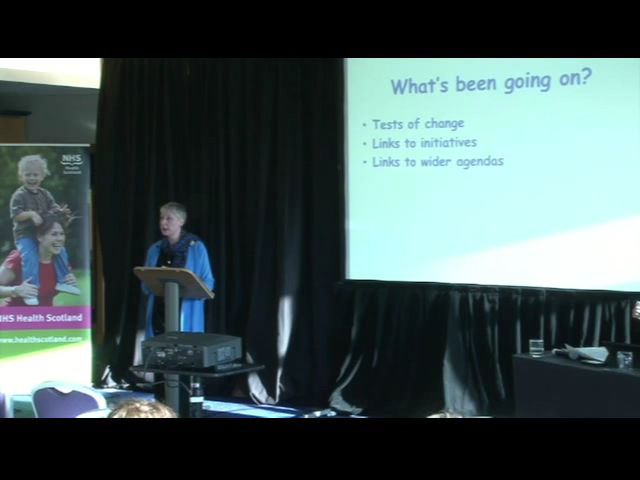 What's been going on?
• Tests of change
• Links to initiatives
• Links to wider agendas
NHS
Health
Scotland
NHS Health Scotland
www.healthscotland.com